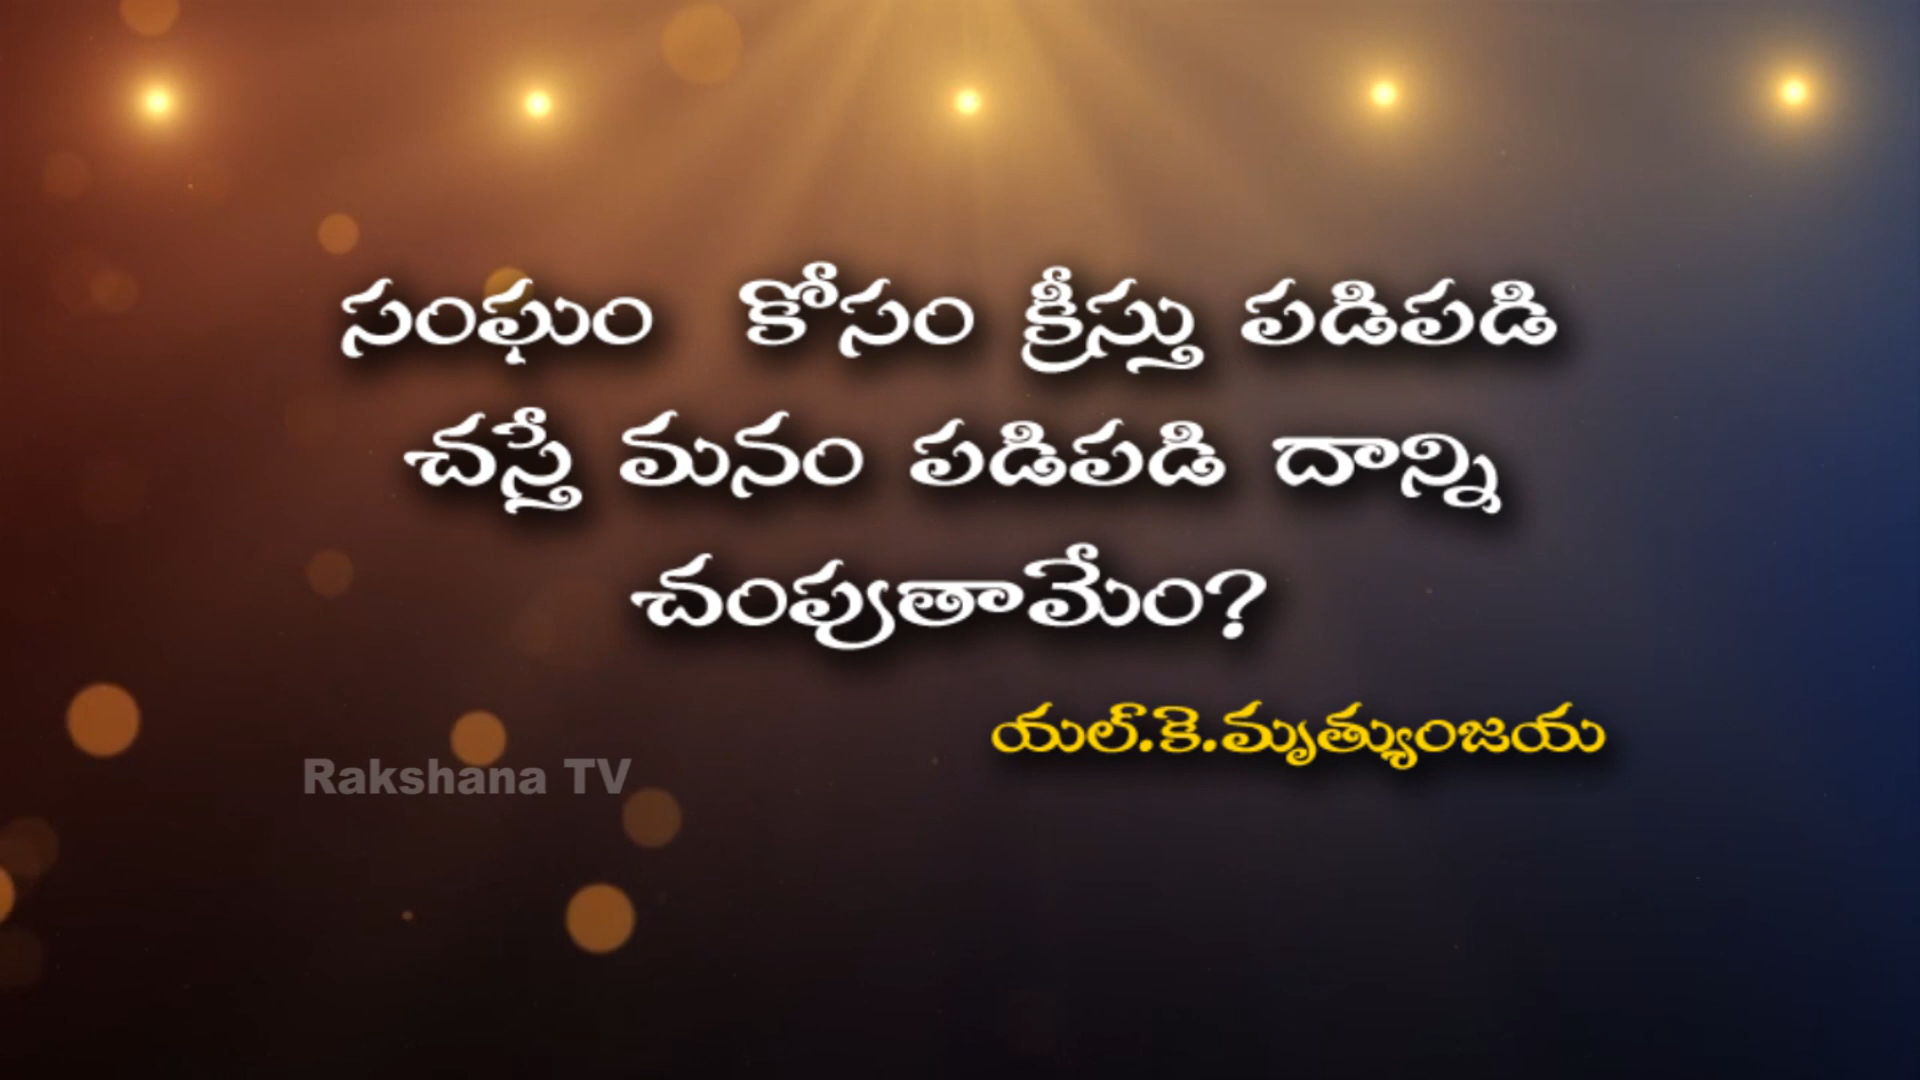 సంఘం కోసం క్రీస్తు పడిపడి
చస్తే మనం పడిపడి దాన్ని
చంపుతామేం?
యల్.కె.మృత్యుంజయ
Rakshana TV